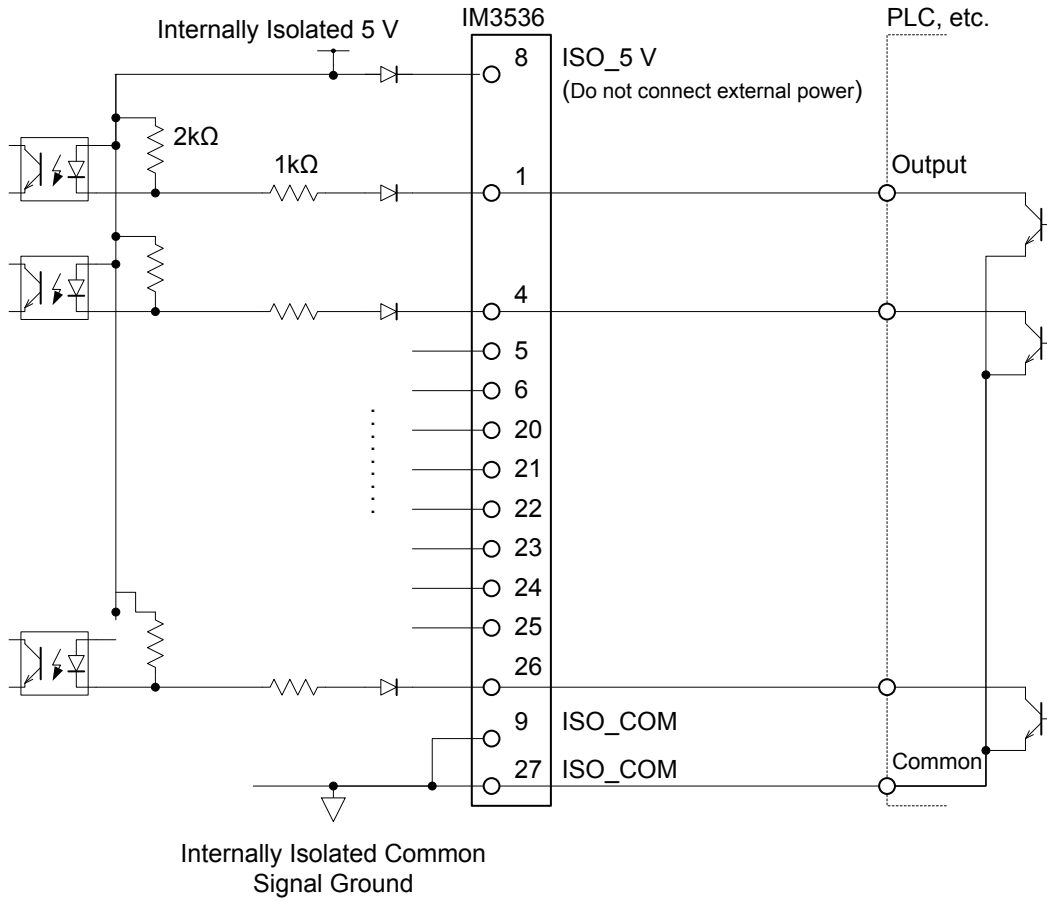 IM3536
PLC, etc.
Internally Isolated 5 V
8
ISO_5 V
(Do not connect external power)
2kΩ
1kΩ
1
Output
4
5
6
20
21
22
23
24
25
26
9
ISO_COM
27
ISO_COM
Common
Internally Isolated Common
Signal Ground